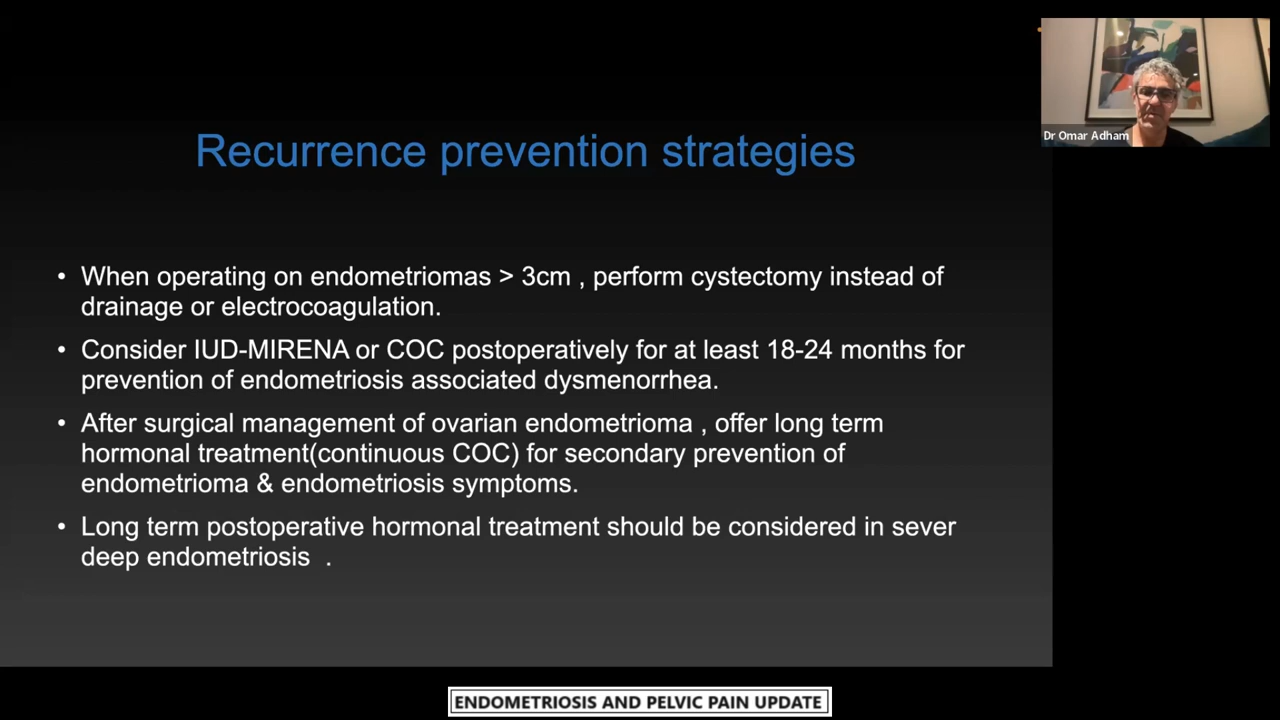 Dr Omar Adham
Recurrence prevention strategies
• When operating on endometriomas > 3cm , perform cystectomy instead of
drainage or electrocoagulation.
• Consider IUD-MIRENA or COC postoperatively for at least 18-24 months for
prevention of endometriosis associated dysmenorrhea.
• After surgical management of ovarian endometrioma , offer long term
hormonal treatment(continuous COC) for secondary prevention of
endometrioma & endometriosis symptoms.
• Long term postoperative hormonal treatment should be considered in sever
deep endometriosis .
ENDOMETRIOSIS AND PELVIC PAIN UPDATE